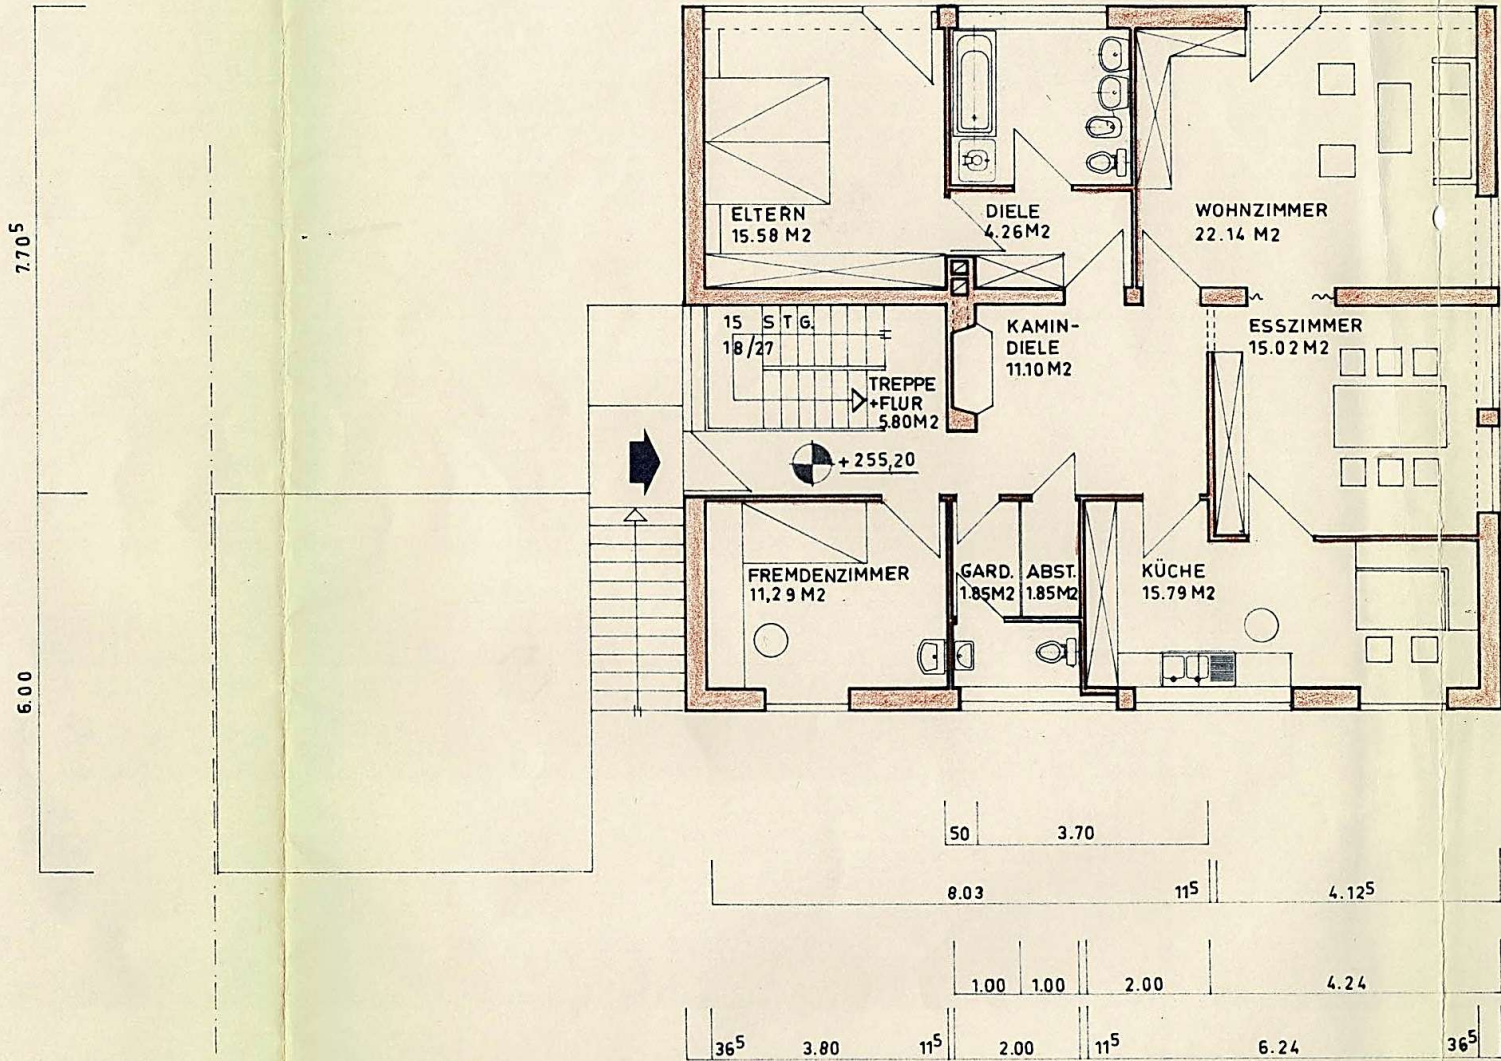 7.70⁵
6.00
ELTERN
15.58 M2
DIELE
4.26M2
WOHNZIMMER
22.14 M2
15 STG.
18/27
TREPPE
+FLUR
5.80M2
KAMIN-
DIELE
11.10 M2
ESSZIMMER
15.02M2
+255,20
FREMDENZIMMER
11,29 M2
GARD.
1.85M2
ABST.
1.85M2
KÜCHE
15.79 M2
50 3.70
8.03 11⁵ 4.12⁵
1.00 1.00 2.00 4.24
36⁵ 3.80 11⁵ 2.00 11⁵ 6.24 36⁵